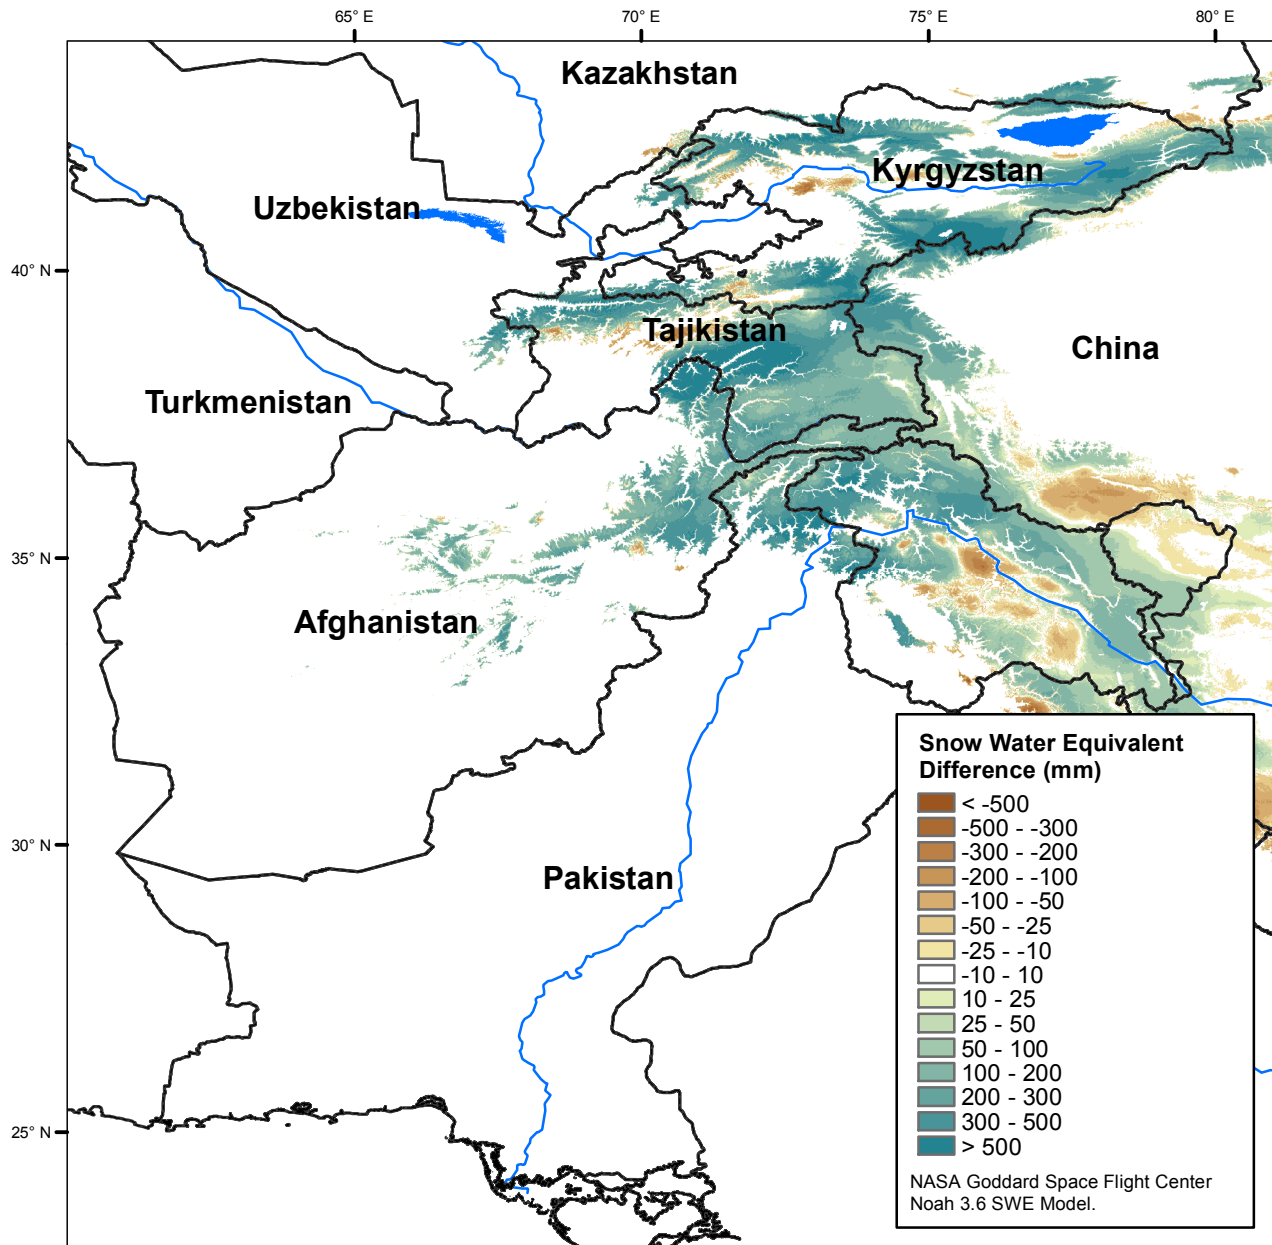 65° E
70° E
75° E
80° E
Kazakhstan
Kyrgyzstan
Uzbekistan
40° N
Tajikistan
China
Turkmenistan
35° N
Afghanistan
30° N
Pakistan
25° N
Snow Water Equivalent
Difference (mm)
< -500
-500 - -300
-300 - -200
-200 - -100
-100 - -50
-50 - -25
-25 - -10
-10 - 10
10 - 25
25 - 50
50 - 100
100 - 200
200 - 300
300 - 500
> 500
NASA Goddard Space Flight Center
Noah 3.6 SWE Model.